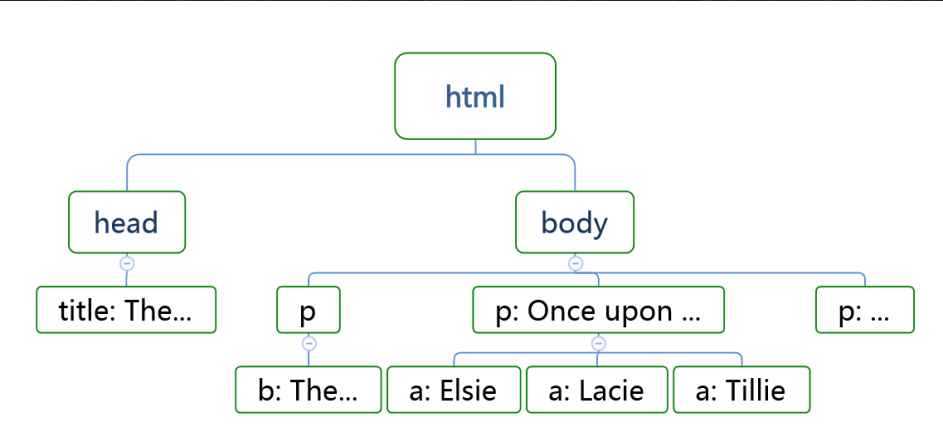 html
head
body
title: The...
p
p: Once upon ...
p: ...
b: The...
a: Elsie
a: Lacie
a: Tillie